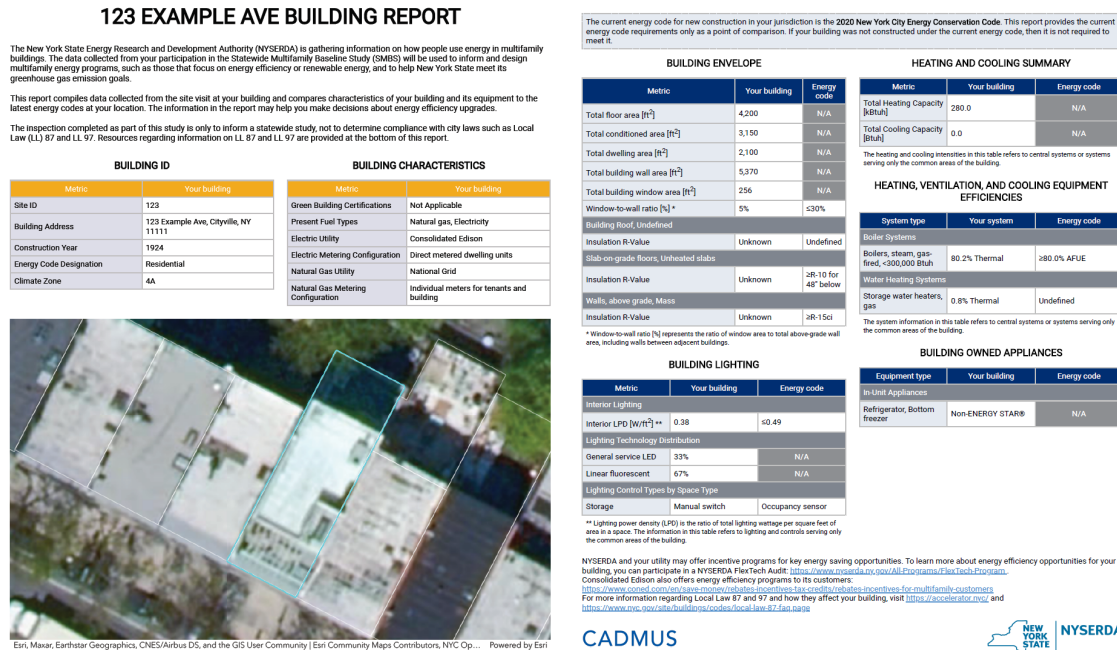 123 EXAMPLE AVE BUILDING REPORT
The New York State Energy Research and Development Authority (NYSERDA) is gathering information on how people use energy in multifamily
buildings. The data collected from your participation in the Statewide Multifamily Baseline Study (SMBS) will be used to inform and design
multifamily energy programs, such as those that focus on energy efficiency or renewable energy, and to help New York State meet its
greenhouse gas emission goals.
This report compiles data collected from the site visit at your building and compares characteristics of your building and its equipment to the
latest energy codes at your location. The information in the report may help you make decisions about energy efficiency upgrades.
The inspection completed as part of this study is only to inform a statewide study, not to determine compliance with city laws such as Local
Law (LL) 87 and LL 97. Resources regarding information on LL 87 and LL 97 are provided at the bottom of this report.
BUILDING ID
Metric Your building
Site ID 123
Building Address 123 Example Ave, Cityville, NY
11111
Construction Year 1924
Energy Code Designation Residential
Climate Zone 4A
BUILDING CHARACTERISTICS
Metric Your building
Green Building Certifications Not Applicable
Present Fuel Types Natural gas, Electricity
Electric Utility Consolidated Edison
Electric Metering Configuration Direct metered dwelling units
Natural Gas Utility National Grid
Natural Gas Metering Individual meters for tenants and
Configuration building
Esri, Maxar, Earthstar Geographics, CNES/Airbus DS, and the GIS User Community | Esri Community Maps Contributors, NYC Op... Powered by Esri
The current energy code for new construction in your jurisdiction is the 2020 New York City Energy Conservation Code. This report provides the current
energy code requirements only as a point of comparison. If your building was not constructed under the current energy code, then it is not required to
meet it.
BUILDING ENVELOPE
Metric Your building Energy
code
Total floor area [ft2] 4,200 N/A
Total conditioned area [ft2] 3,150 N/A
Total dwelling area [ft2] 2,100 N/A
Total building wall area [ft2] 5,370 N/A
Total building window area [ft2] 256 N/A
Window-to-wall ratio [%] * 5% ≤30%
Building Roof, Undefined
Insulation R-Value Unknown Undefined
Slab-on-grade floors, Unheated slabs
Insulation R-Value Unknown ≥R-10 for
48" below
Walls, above grade, Mass
Insulation R-Value Unknown ≥R-15ci
* Window-to-wall ratio [%] represents the ratio of window area to total above-grade wall
area, including walls between adjacent buildings.
BUILDING LIGHTING
Metric Your building Energy code
Interior Lighting
Interior LPD [W/ft2] ** 0.38 ≤0.49
Lighting Technology Distribution
General service LED 33% N/A
Linear fluorescent 67% N/A
Lighting Control Types by Space Type
Storage Manual switch Occupancy sensor
** Lighting power density (LPD) is the ratio of total lighting wattage per square feet of
area in a space. The information in this table refers to lighting and controls serving only
the common areas of the building.
HEATING AND COOLING SUMMARY
Metric Your building Energy code
Total Heating Capacity 280.0 N/A
[kBtuh]
Total Cooling Capacity 0.0 N/A
[Btuh]
The heating and cooling intensities in this table refers to central systems or systems
serving only the common areas of the building.
HEATING, VENTILATION, AND COOLING EQUIPMENT
EFFICIENCIES
System type Your system Energy code
Boiler Systems
Boilers, steam, gas- 80.2% Thermal ≥80.0% AFUE
fired, <300,000 Btuh
Water Heating Systems
Storage water heaters, 0.8% Thermal Undefined
gas
The system information in this table refers to central systems or systems serving only
the common areas of the building.
BUILDING OWNED APPLIANCES
Equipment type Your building Energy code
In-Unit Appliances
Refrigerator, Bottom Non-ENERGY STAR® N/A
freezer
NYSERDA and your utility may offer incentive programs for key energy saving opportunities. To learn more about energy efficiency opportunities for your
building, you can participate in a NYSERDA FlexTech Audit: https://www.nyserda.ny.gov/All-Programs/FlexTech-Program .
Consolidated Edison also offers energy efficiency programs to its customers:
https://www.coned.com/en/save-money/rebates-incentives-tax-credits/rebates-incentives-for-multifamily-customers
For more information regarding Local Law 87 and 97 and how they affect your building, visit https://accelerator.nyc/ and
https://www.nyc.gov/site/buildings/codes/local-law-87-faq.page
CADMUS
NEW
YORK
STATE
NYSERDA